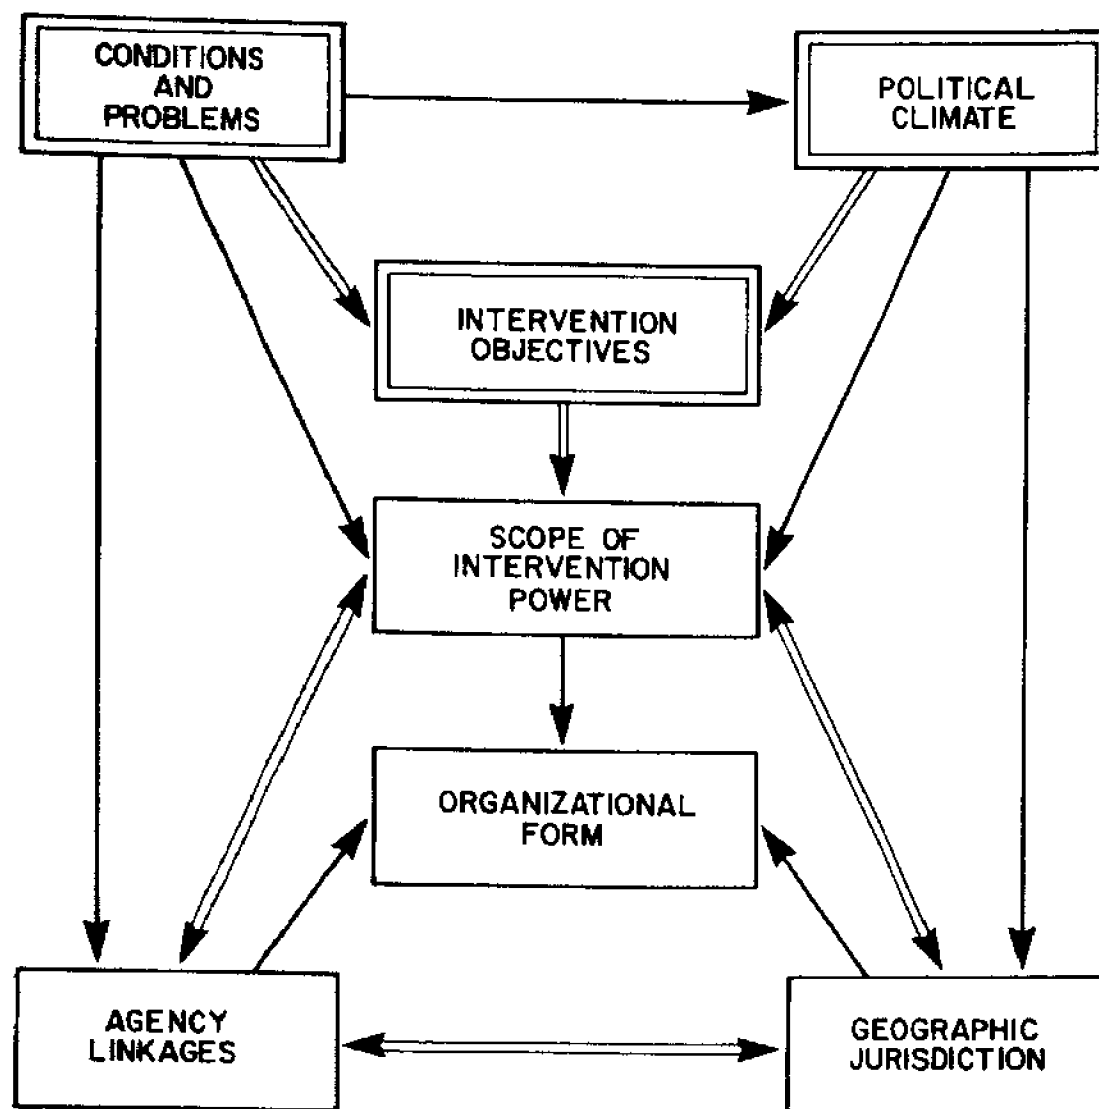 CONDITIONS
AND
PROBLEMS
POLITICAL
CLIMATE
INTERVENTION
OBJECTIVES
SCOPE OF
INTERVENTION
POWER
ORGANIZATIONAL
FORM
AGENCY
LINKAGES
GEOGRAPHIC
JURISDICTION